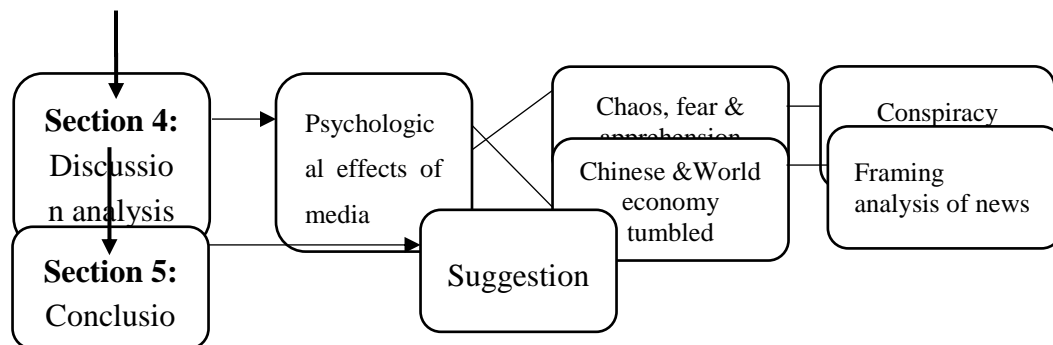 Section 4:
Discussio
n analysis
Psychologic
al effects of
media
Chaos, fear &
apprehension
Conspiracy
Chinese &World
economy
tumbled
Framing
analysis of news
Section 5:
Conclusio
Suggestion